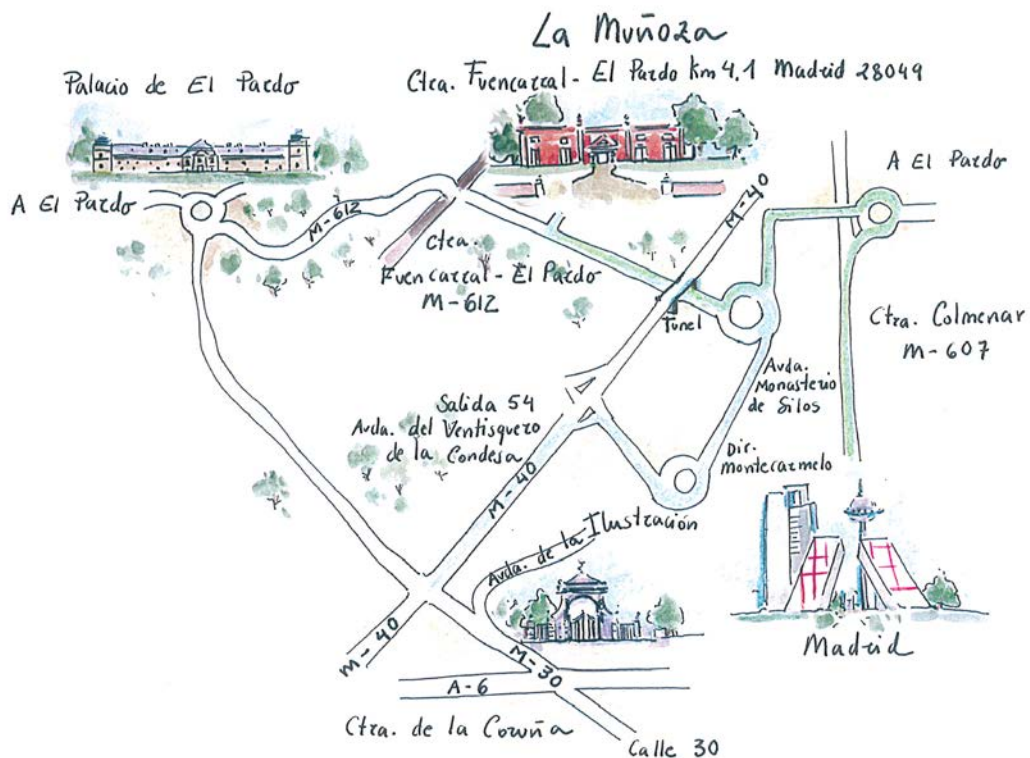 La Muñoza
Ctra. Fuencarral - El Pardo Km 4,1 Madrid 28049
Palacio de El Pardo
A El Pardo
A El Pardo
M-612
M-40
Ctra.
Fuencarral - El Pardo
M-612
Tunel
Ctra. Colmenar
M-607
Avda.
Monasterio
de Silos
Salida 54
Avda. del Ventisquero
de la Condesa
Dir.
Montecarmelo
M-40
Avda. de la Ilustración
Madrid
M-40
M-30
A-6
Ctra. de la Coruña
Calle 30